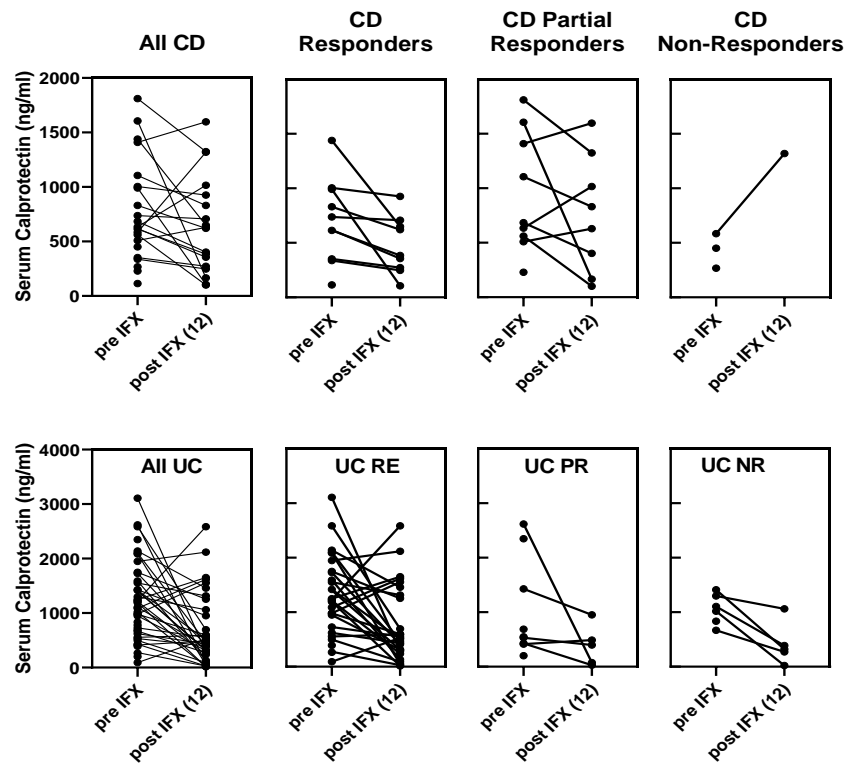 All CD
CD
Responders
CD Partial
Responders
CD
Non-Responders
Serum Calprotectin (ng/ml)
2000
1500
1000
500
0
pre IFX
post IFX (12)
pre IFX
post IFX (12)
pre IFX
post IFX (12)
pre IFX
post IFX (12)
All UC
UC RE
UC PR
UC NR
Serum Calprotectin (ng/ml)
4000
3000
2000
1000
0
pre IFX
post IFX (12)
pre IFX
post IFX (12)
pre IFX
post IFX (12)
pre IFX
post IFX (12)